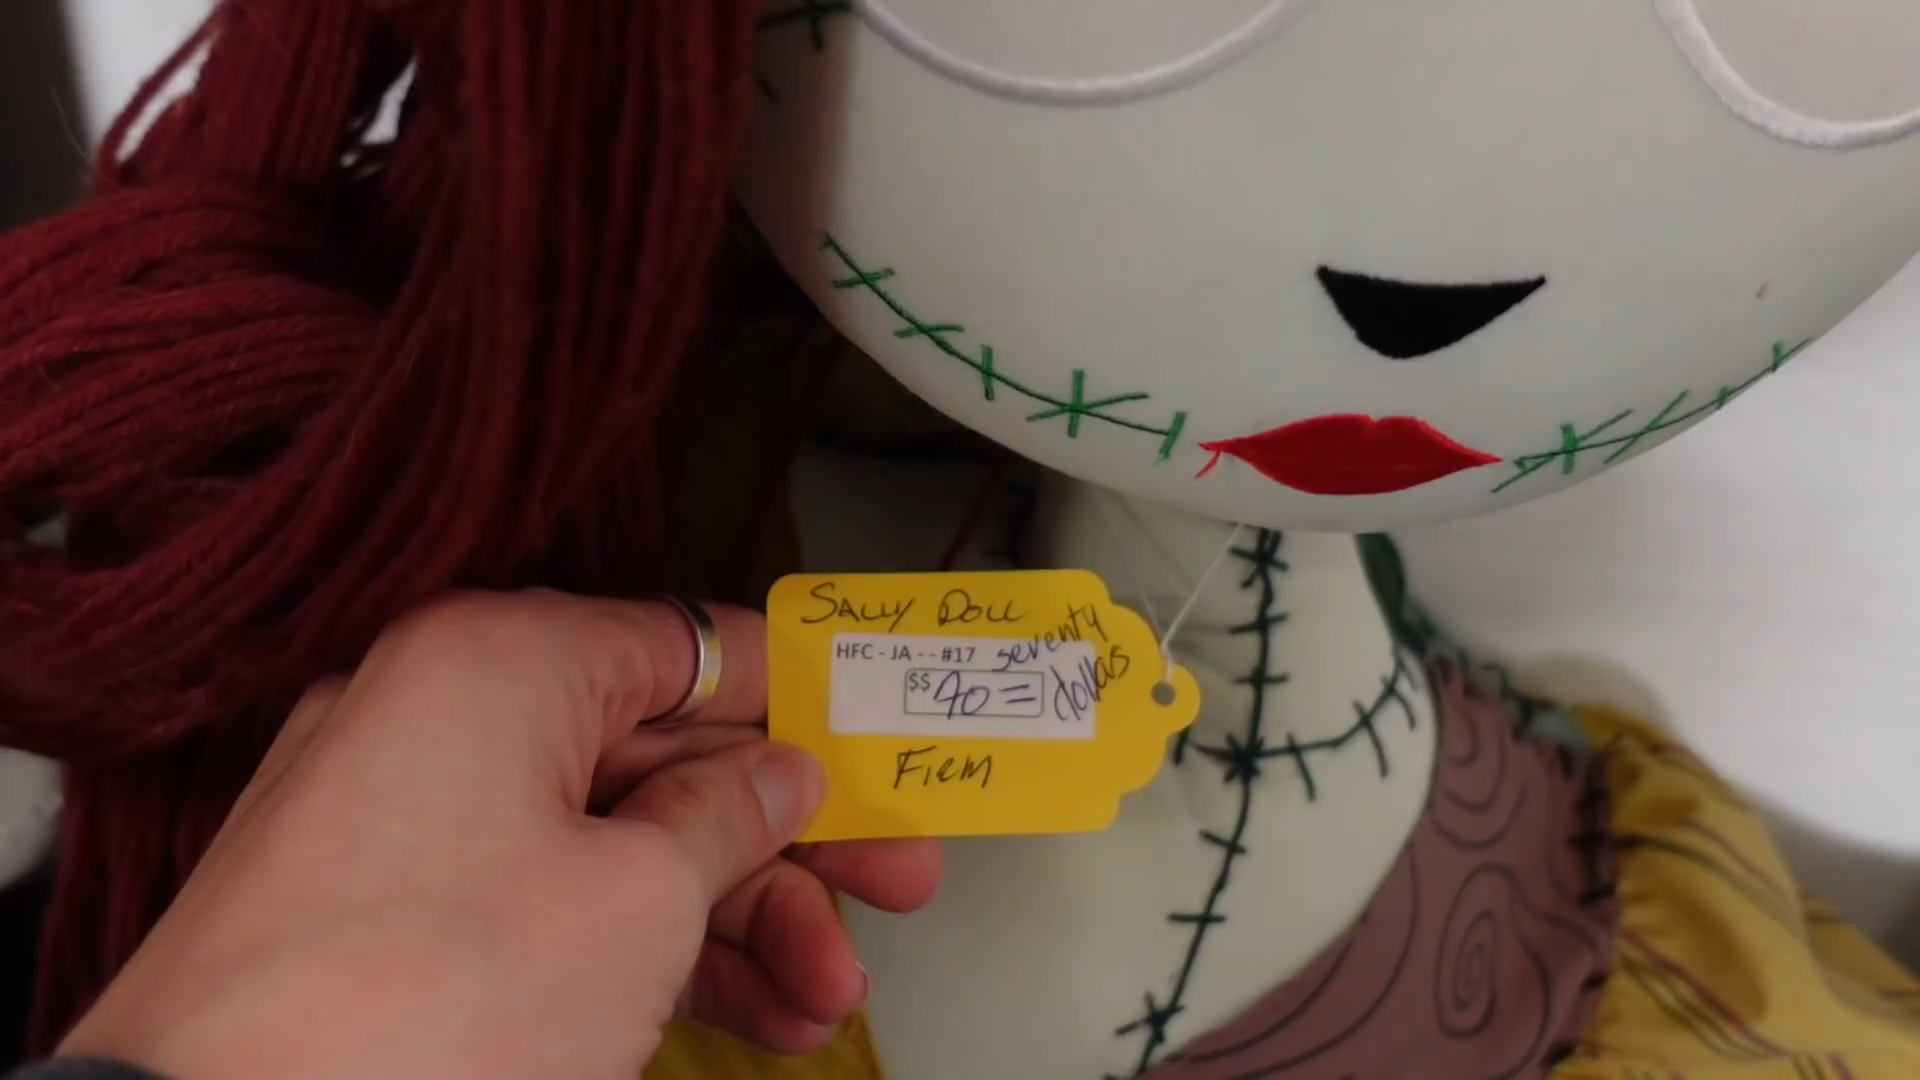 SALLY DOLL
HFC - JA - - #17 seventy
$$ 70= dollars
FIRM